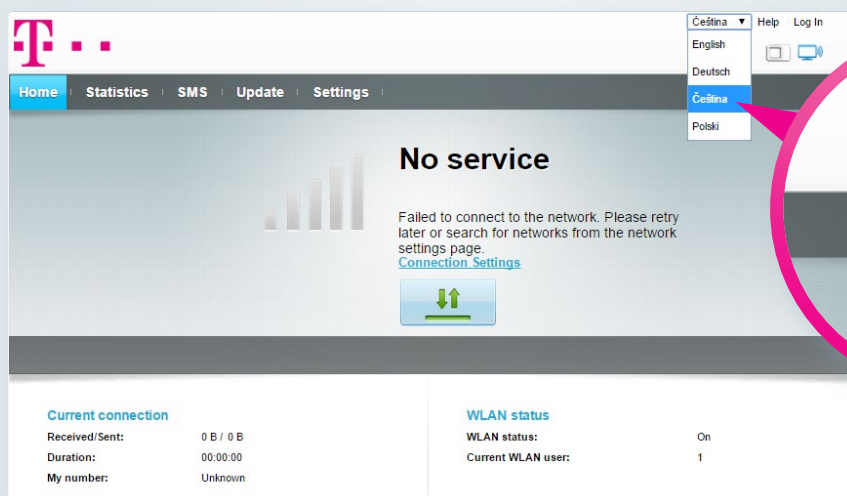 T
Čeština ▼ Help Log In
English
Deutsch
Čeština
Polski
Home Statistics SMS Update Settings
No service
Failed to connect to the network. Please retry
later or search for networks from the network
settings page.
Connection Settings
Current connection
Received/Sent: 0 B / 0 B
Duration: 00:00:00
My number: Unknown
WLAN status
WLAN status: On
Current WLAN user: 1